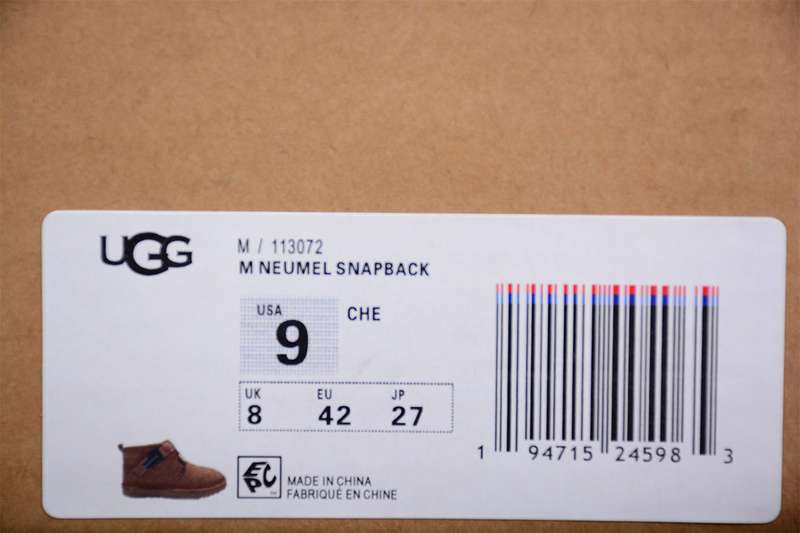 UGG
M / 113072
M NEUMEL SNAPBACK
USA
9
CHE
UK EU JP
8 42 27
1 94715 24598 3
EPC
MADE IN CHINA
FABRIQUÉ EN CHINE